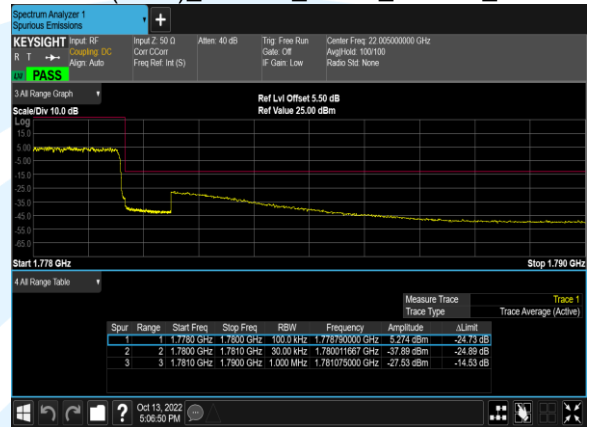 Spectrum Analyzer 1
Spurious Emissions
+
KEYSIGHT Input: RF Input Z: 50 Ω Atten: 40 dB Trig: Free Run Center Freq: 22.005000000 GHz
R T Coupling: DC Corr CCorr Gate: Off Avg|Hold: 100/100
Align: Auto Freq Ref: Int (S) IF Gain: Low Radio Std: None
PASS
3 All Range Graph
Ref Lvl Offset 5.50 dB
Scale/Div 10.0 dB Ref Value 25.00 dBm
Log
15.0
5.00
-5.00
-15.0
-25.0
-35.0
-45.0
-55.0
-65.0
Start 1.778 GHz Stop 1.790 GHz
4 All Range Table
Measure Trace Trace 1
Trace Type Trace Average (Active)
Spur Range Start Freq Stop Freq RBW Frequency Amplitude ΔLimit
1 1 1.7780 GHz 1.7800 GHz 100.0 kHz 1.778790000 GHz 5.274 dBm -24.73 dB
2 2 1.7800 GHz 1.7810 GHz 30.00 kHz 1.780011667 GHz -37.89 dBm -24.89 dB
3 3 1.7810 GHz 1.7900 GHz 1.000 MHz 1.781075000 GHz -27.53 dBm -14.53 dB
? Oct 13, 2022
5:06:50 PM